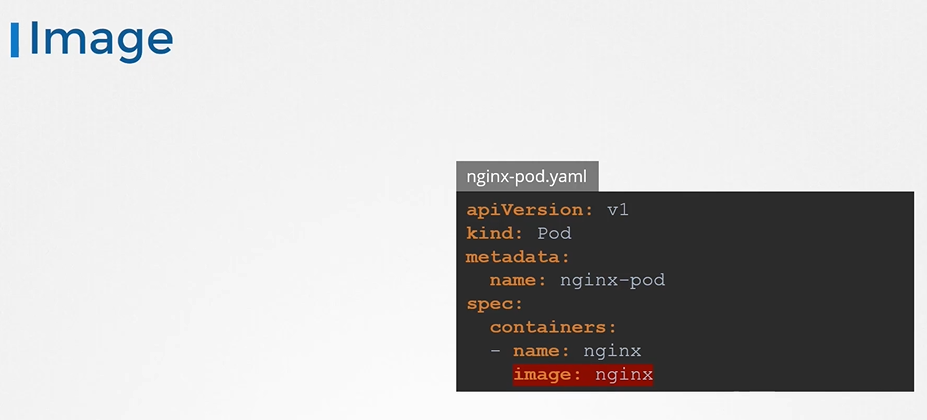 Image
nginx-pod.yaml
apiVersion: v1
kind: Pod
metadata:
  name: nginx-pod
spec:
  containers:
  - name: nginx
    image: nginx